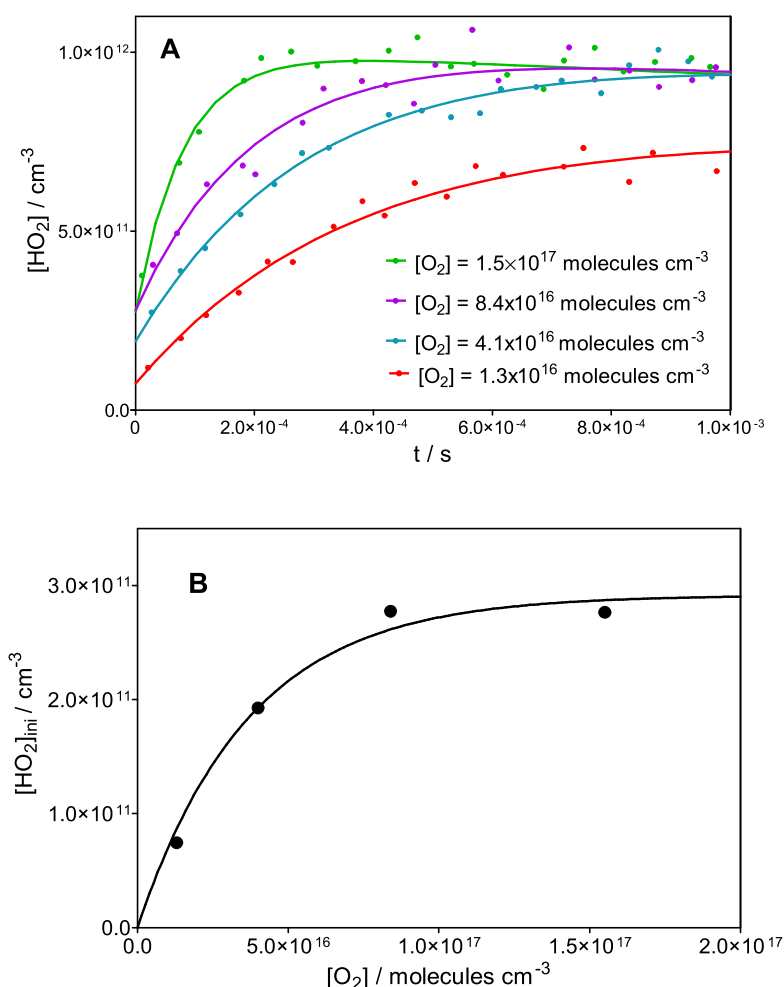 A
1.0×10¹²
5.0×10¹¹
0.0
[HO₂] / cm⁻³
[O₂] = 1.5×10¹⁷ molecules cm⁻³
[O₂] = 8.4x10¹⁶ molecules cm⁻³
[O₂] = 4.1x10¹⁶ molecules cm⁻³
[O₂] = 1.3x10¹⁶ molecules cm⁻³
0 2.0×10⁻⁴ 4.0×10⁻⁴ 6.0×10⁻⁴ 8.0×10⁻⁴ 1.0×10⁻³
t / s
B
3.0×10¹¹
2.0×10¹¹
1.0×10¹¹
0.0
[HO₂]ᵢₙᵢ / cm⁻³
0.0 5.0×10¹⁶ 1.0×10¹⁷ 1.5×10¹⁷ 2.0×10¹⁷
[O₂] / molecules cm⁻³